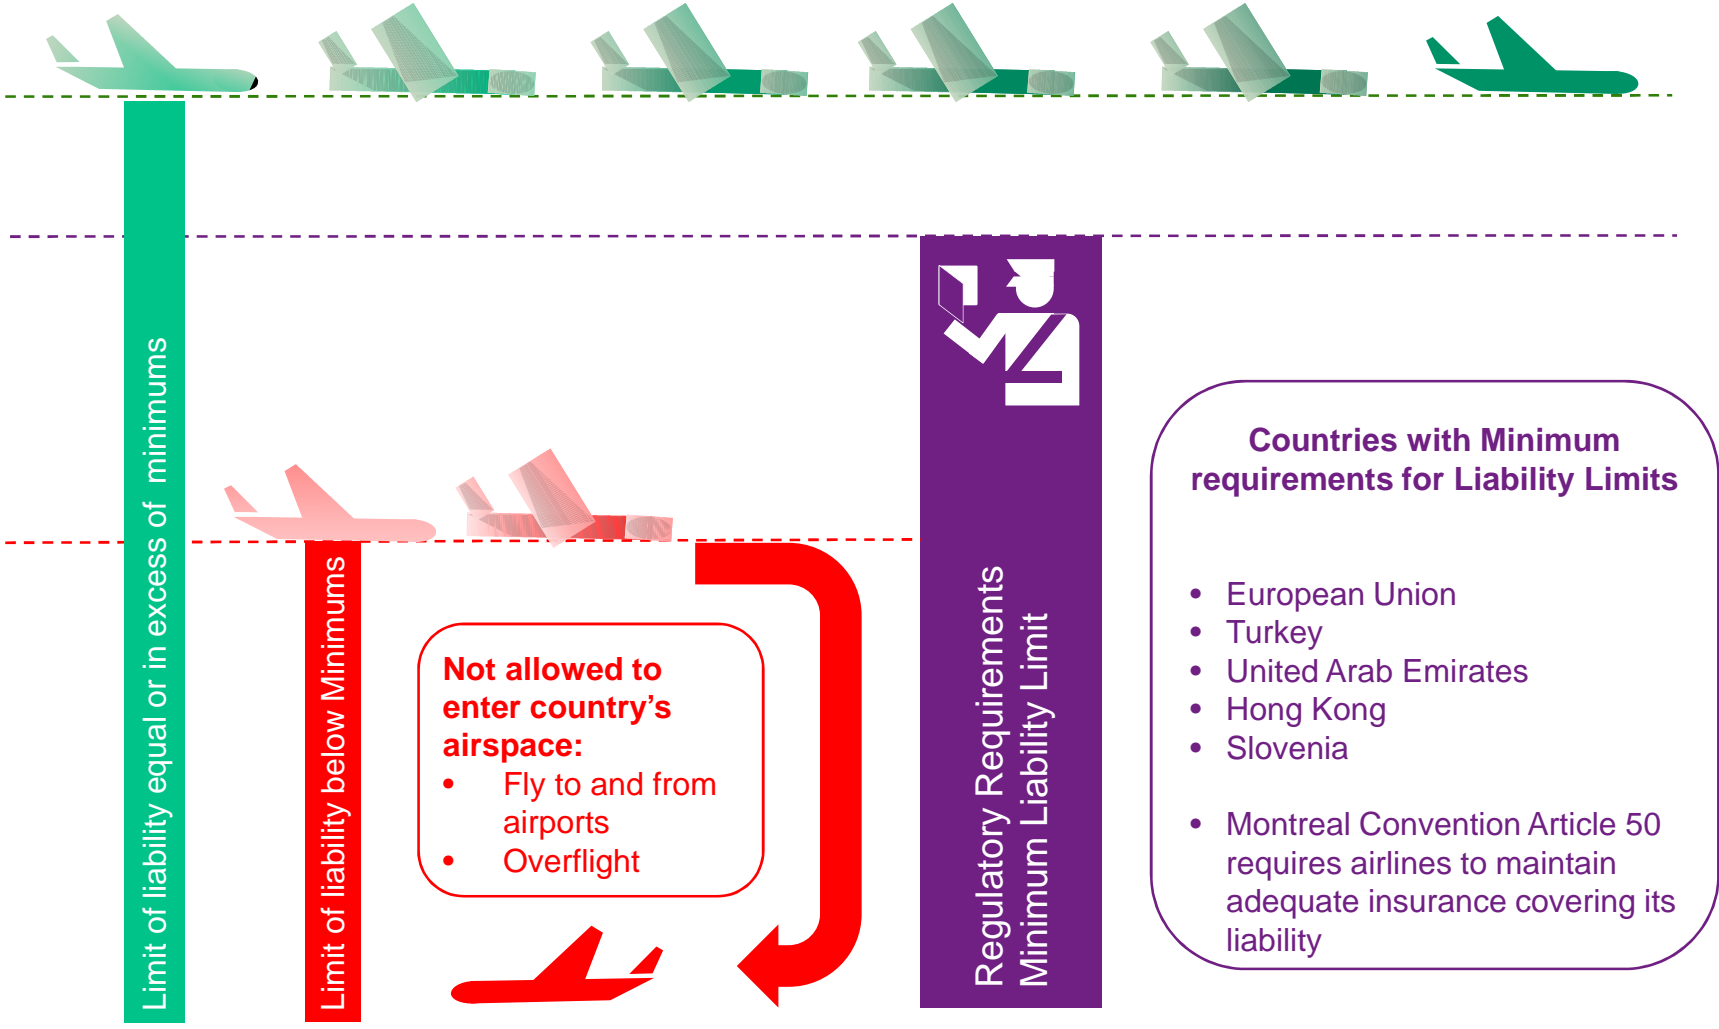 Limit of liability equal or in excess of minimums
Limit of liability below Minimums
Not allowed to
enter country’s
airspace:
• Fly to and from
airports
• Overflight
Regulatory Requirements
Minimum Liability Limit
Countries with Minimum
requirements for Liability Limits
• European Union
• Turkey
• United Arab Emirates
• Hong Kong
• Slovenia
• Montreal Convention Article 50
requires airlines to maintain
adequate insurance covering its
liability